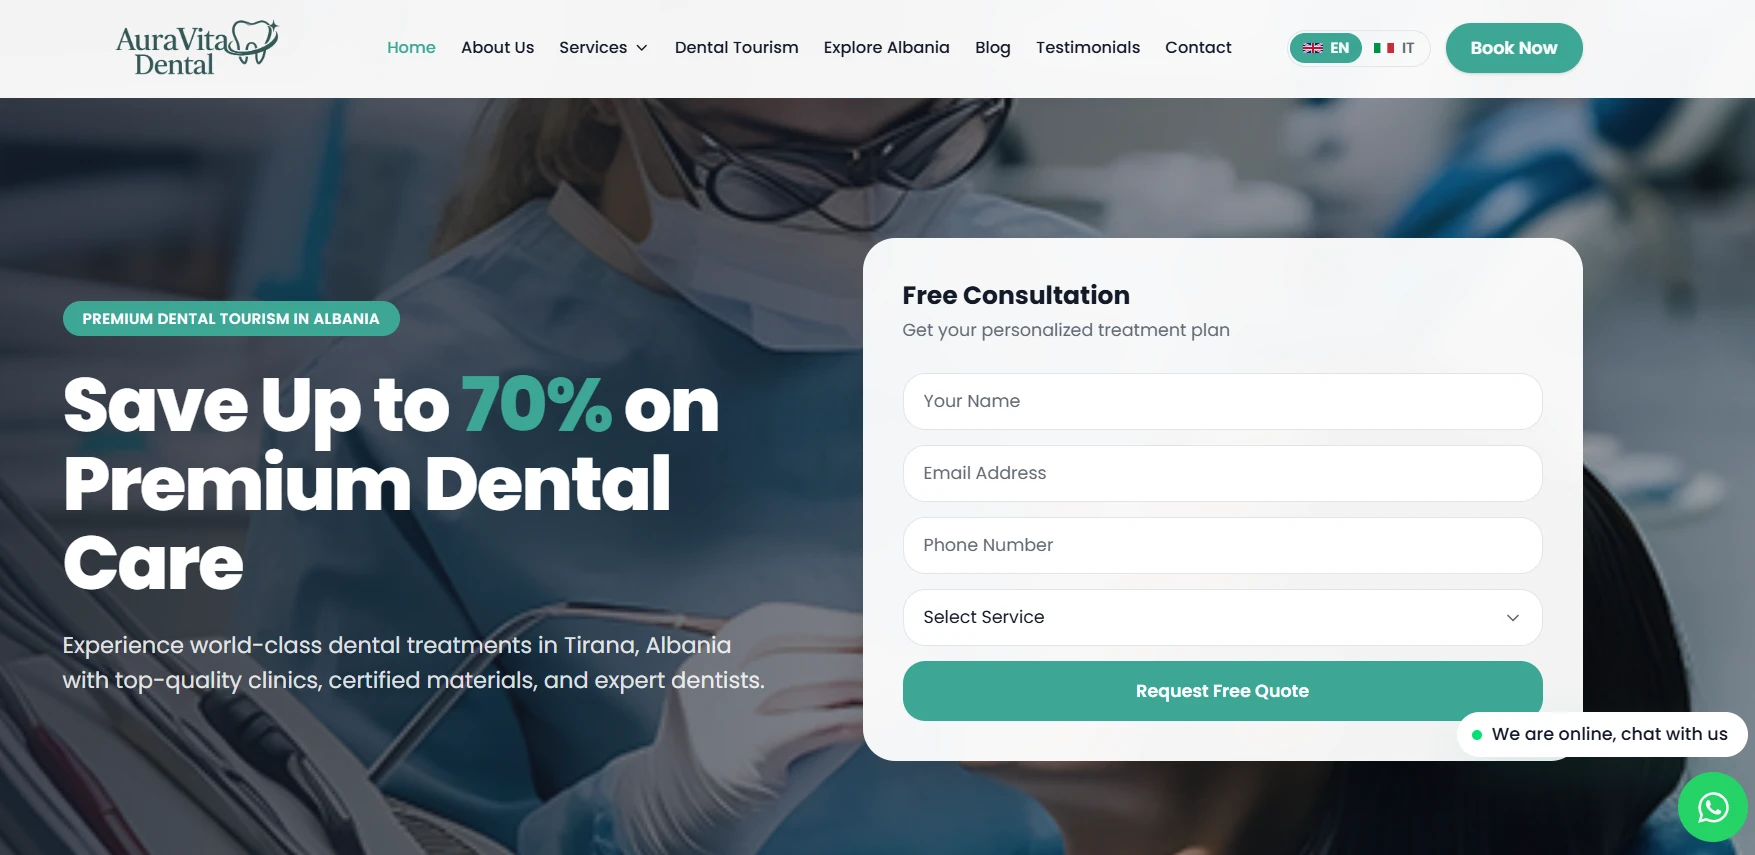 AuraVita
Dental
Home
About Us
Services
Dental Tourism
Explore Albania
Blog
Testimonials
Contact
EN
IT
Book Now
PREMIUM DENTAL TOURISM IN ALBANIA
Save Up to 70% on
Premium Dental
Care
Experience world-class dental treatments in Tirana, Albania
with top-quality clinics, certified materials, and expert dentists.
Free Consultation
Get your personalized treatment plan
Your Name
Email Address
Phone Number
Select Service
Request Free Quote
We are online, chat with us